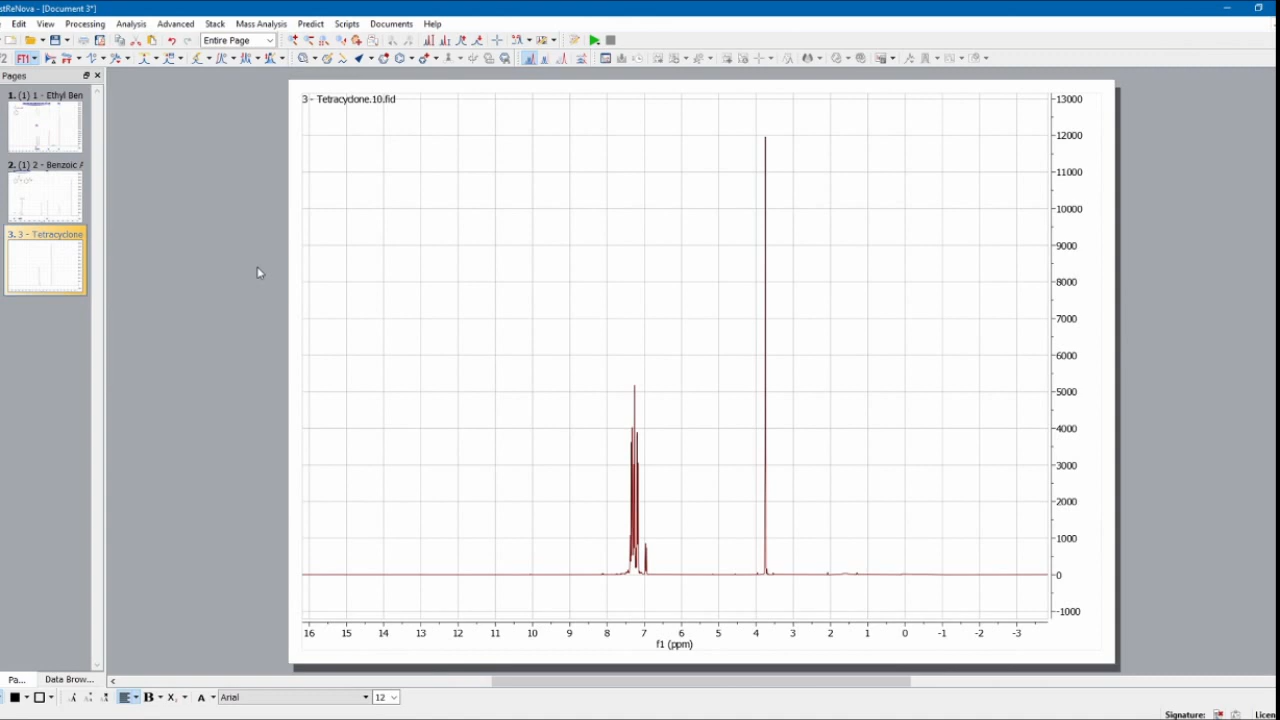 stReNova - [Document 3*]
Edit View Processing Analysis Advanced Stack Mass Analysis Predict Scripts Documents Help
Entire Page
FT1
Pages
1. (1) 1 - Ethyl Ben
2. (1) 2 - Benzoic A
3. 3 - Tetracyclone
3 - Tetracyclone.10.fid
13000
12000
11000
10000
9000
8000
7000
6000
5000
4000
3000
2000
1000
0
-1000
16 15 14 13 12 11 10 9 8 7 6 5 4 3 2 1 0 -1 -2 -3
f1 (ppm)
Pa... Data Brow...
B X A Arial 12
Signature: Licen